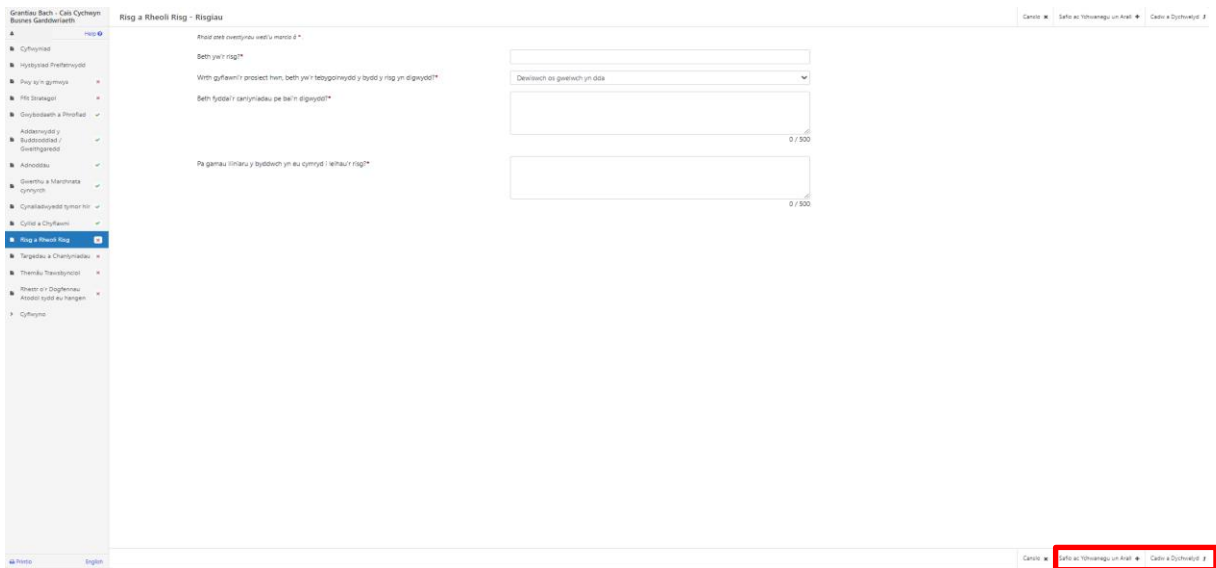 Grantiau Bach - Cais Cychwyn
Busnes Garddwriaeth
Help
Cyflwyniad
Hysbysiad Preifatrwydd
Pwy sy'n gymwys
Ffit Strategol
Gwybodaeth a Phrofiad
Addasrwydd y
Buddsoddiad /
Gweithgaredd
Adnoddau
Gwerthu a Marchnata
cynnyrch
Cynaliadwyedd tymor hir
Cyllid a Chyflawni
Risg a Rheoli Risg
Targedau a Chanlyniadau
Themâu Trawsbynciol
Rhestr o'r Dogfennau
Atodol sydd eu hangen
Cyflwyno
Printio English
Risg a Rheoli Risg - Risgiau
Canslo Safio ac Ychwanegu un Arall Cadw a Dychwelyd
Rhaid ateb cwestiynau wedi'u marcio â *
Beth yw'r risg?*
Wrth gyflawni'r prosiect hwn, beth yw'r tebygolrwydd y bydd y risg yn digwydd?*
Dewiswch os gwelwch yn dda
Beth fyddai'r canlyniadau pe bai'n digwydd?*
0 / 500
Pa gamau lliniaru y byddwch yn eu cymryd i leihau'r risg?*
0 / 500
Canslo Safio ac Ychwanegu un Arall Cadw a Dychwelyd